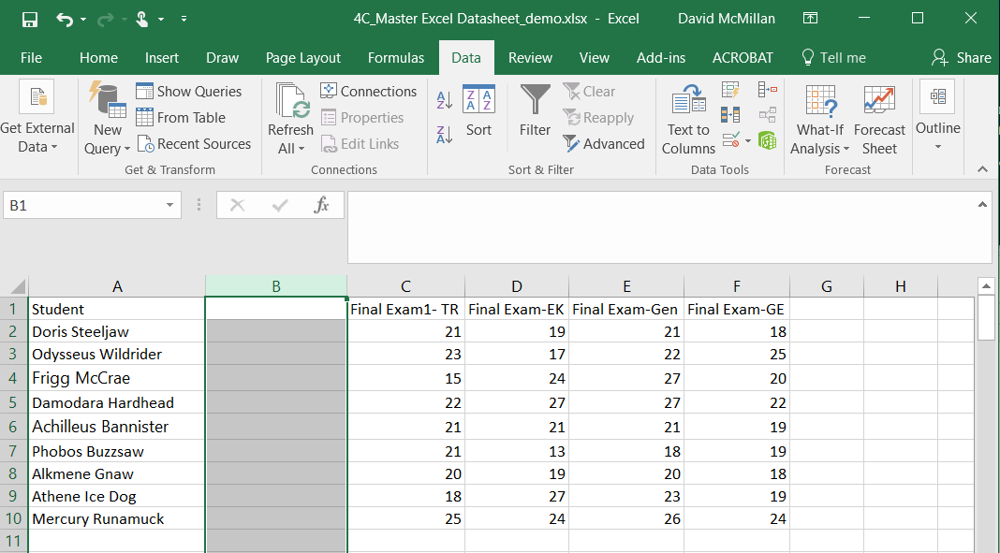 4C_Master Excel Datasheet_demo.xlsx - Excel David McMillan
File Home Insert Draw Page Layout Formulas Data Review View Add-ins ACROBAT Tell me Share
Get External Data
New Query
Show Queries
From Table
Recent Sources
Get & Transform
Refresh All
Connections
Properties
Edit Links
Connections
A Z
Z A
Z A A Z
Sort
Filter
Clear
Reapply
Advanced
Sort & Filter
Text to Columns
Data Tools
What-If Analysis
Forecast Sheet
Forecast
Outline
B1 fx
A B C D E F G H
1 Student Final Exam1- TR Final Exam-EK Final Exam-Gen Final Exam-GE
2 Doris Steeljaw 21 19 21 18
3 Odysseus Wildrider 23 17 22 25
4 Frigg McCrae 15 24 27 20
5 Damodara Hardhead 22 27 27 22
6 Achilleus Bannister 21 21 21 19
7 Phobos Buzzsaw 21 13 18 19
8 Alkmene Gnaw 20 19 20 18
9 Athene Ice Dog 18 27 23 19
10 Mercury Runamuck 25 24 26 24
11